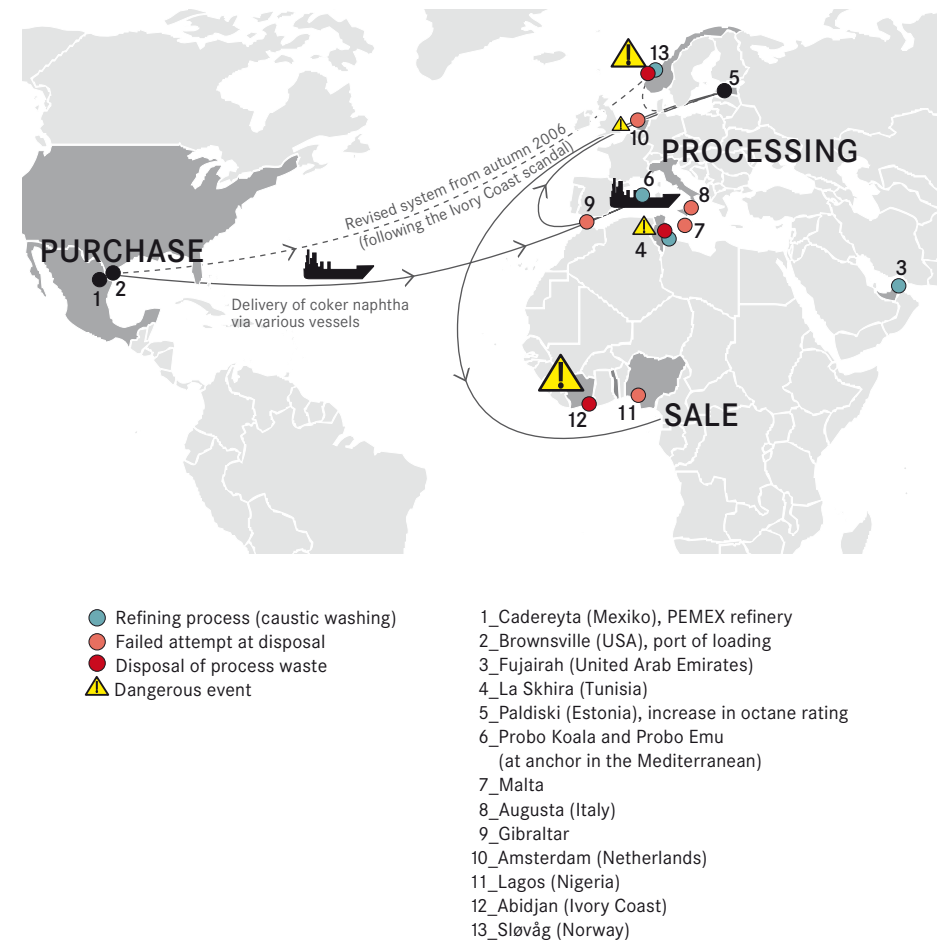 13
5
10
Revised system from autumn 2006
(following the Ivory Coast scandal)
PROCESSING
6
9
8
7
4
PURCHASE
1
2
3
Delivery of coker naphtha
via various vessels
12
11
SALE
Refining process (caustic washing)
Failed attempt at disposal
Disposal of process waste
Dangerous event
1_Cadereyta (Mexiko), PEMEX refinery
2_Brownsville (USA), port of loading
3_Fujairah (United Arab Emirates)
4_La Skhira (Tunisia)
5_Paldiski (Estonia), increase in octane rating
6_Probo Koala and Probo Emu
(at anchor in the Mediterranean)
7_Malta
8_Augusta (Italy)
9_Gibraltar
10_Amsterdam (Netherlands)
11_Lagos (Nigeria)
12_Abidjan (Ivory Coast)
13_Sløvåg (Norway)